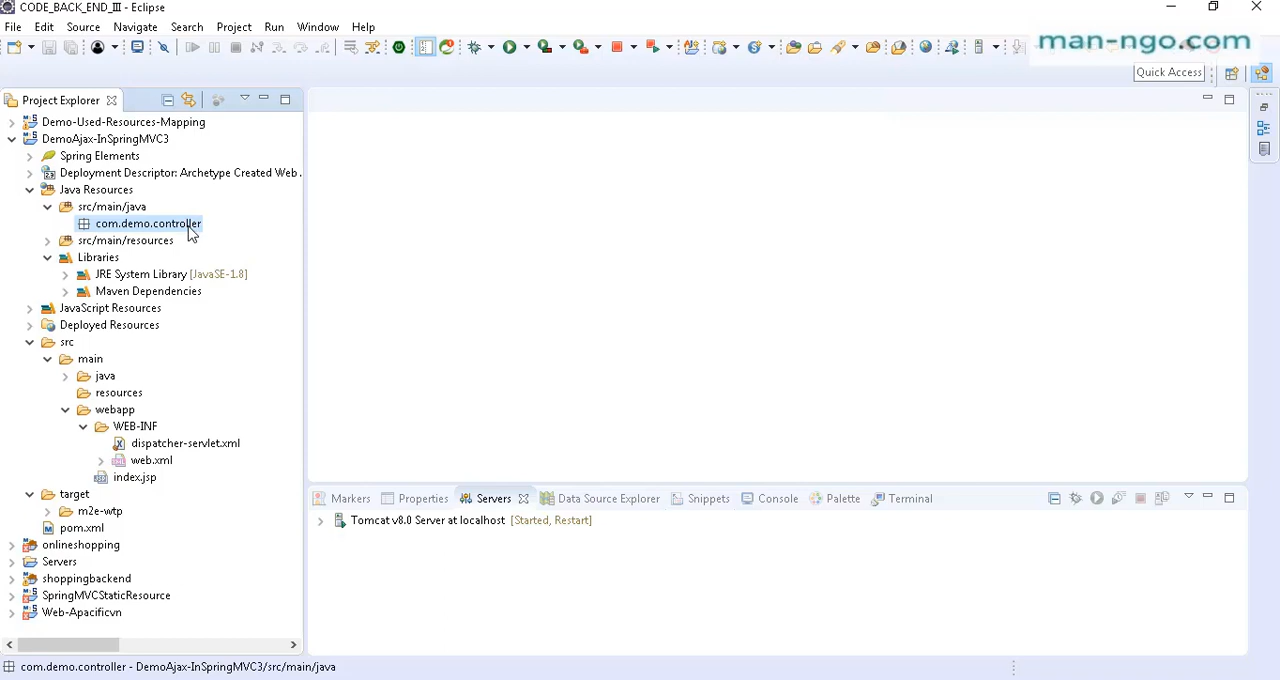 CODE_BACK_END_III - Eclipse
File Edit Source Navigate Search Project Run Window Help
man-ngo.com
Quick Access
Project Explorer
Demo-Used-Resources-Mapping
DemoAjax-InSpringMVC3
Spring Elements
Deployment Descriptor: Archetype Created Web .
Java Resources
src/main/java
com.demo.controller
src/main/resources
Libraries
JRE System Library [JavaSE-1.8]
Maven Dependencies
JavaScript Resources
Deployed Resources
src
main
java
resources
webapp
WEB-INF
dispatcher-servlet.xml
web.xml
index.jsp
target
m2e-wtp
pom.xml
onlineshopping
Servers
shoppingbackend
SpringMVCStaticResource
Web-Apacificvn
Markers Properties Servers Data Source Explorer Snippets Console Palette Terminal
Tomcat v8.0 Server at localhost [Started, Restart]
com.demo.controller - DemoAjax-InSpringMVC3/src/main/java